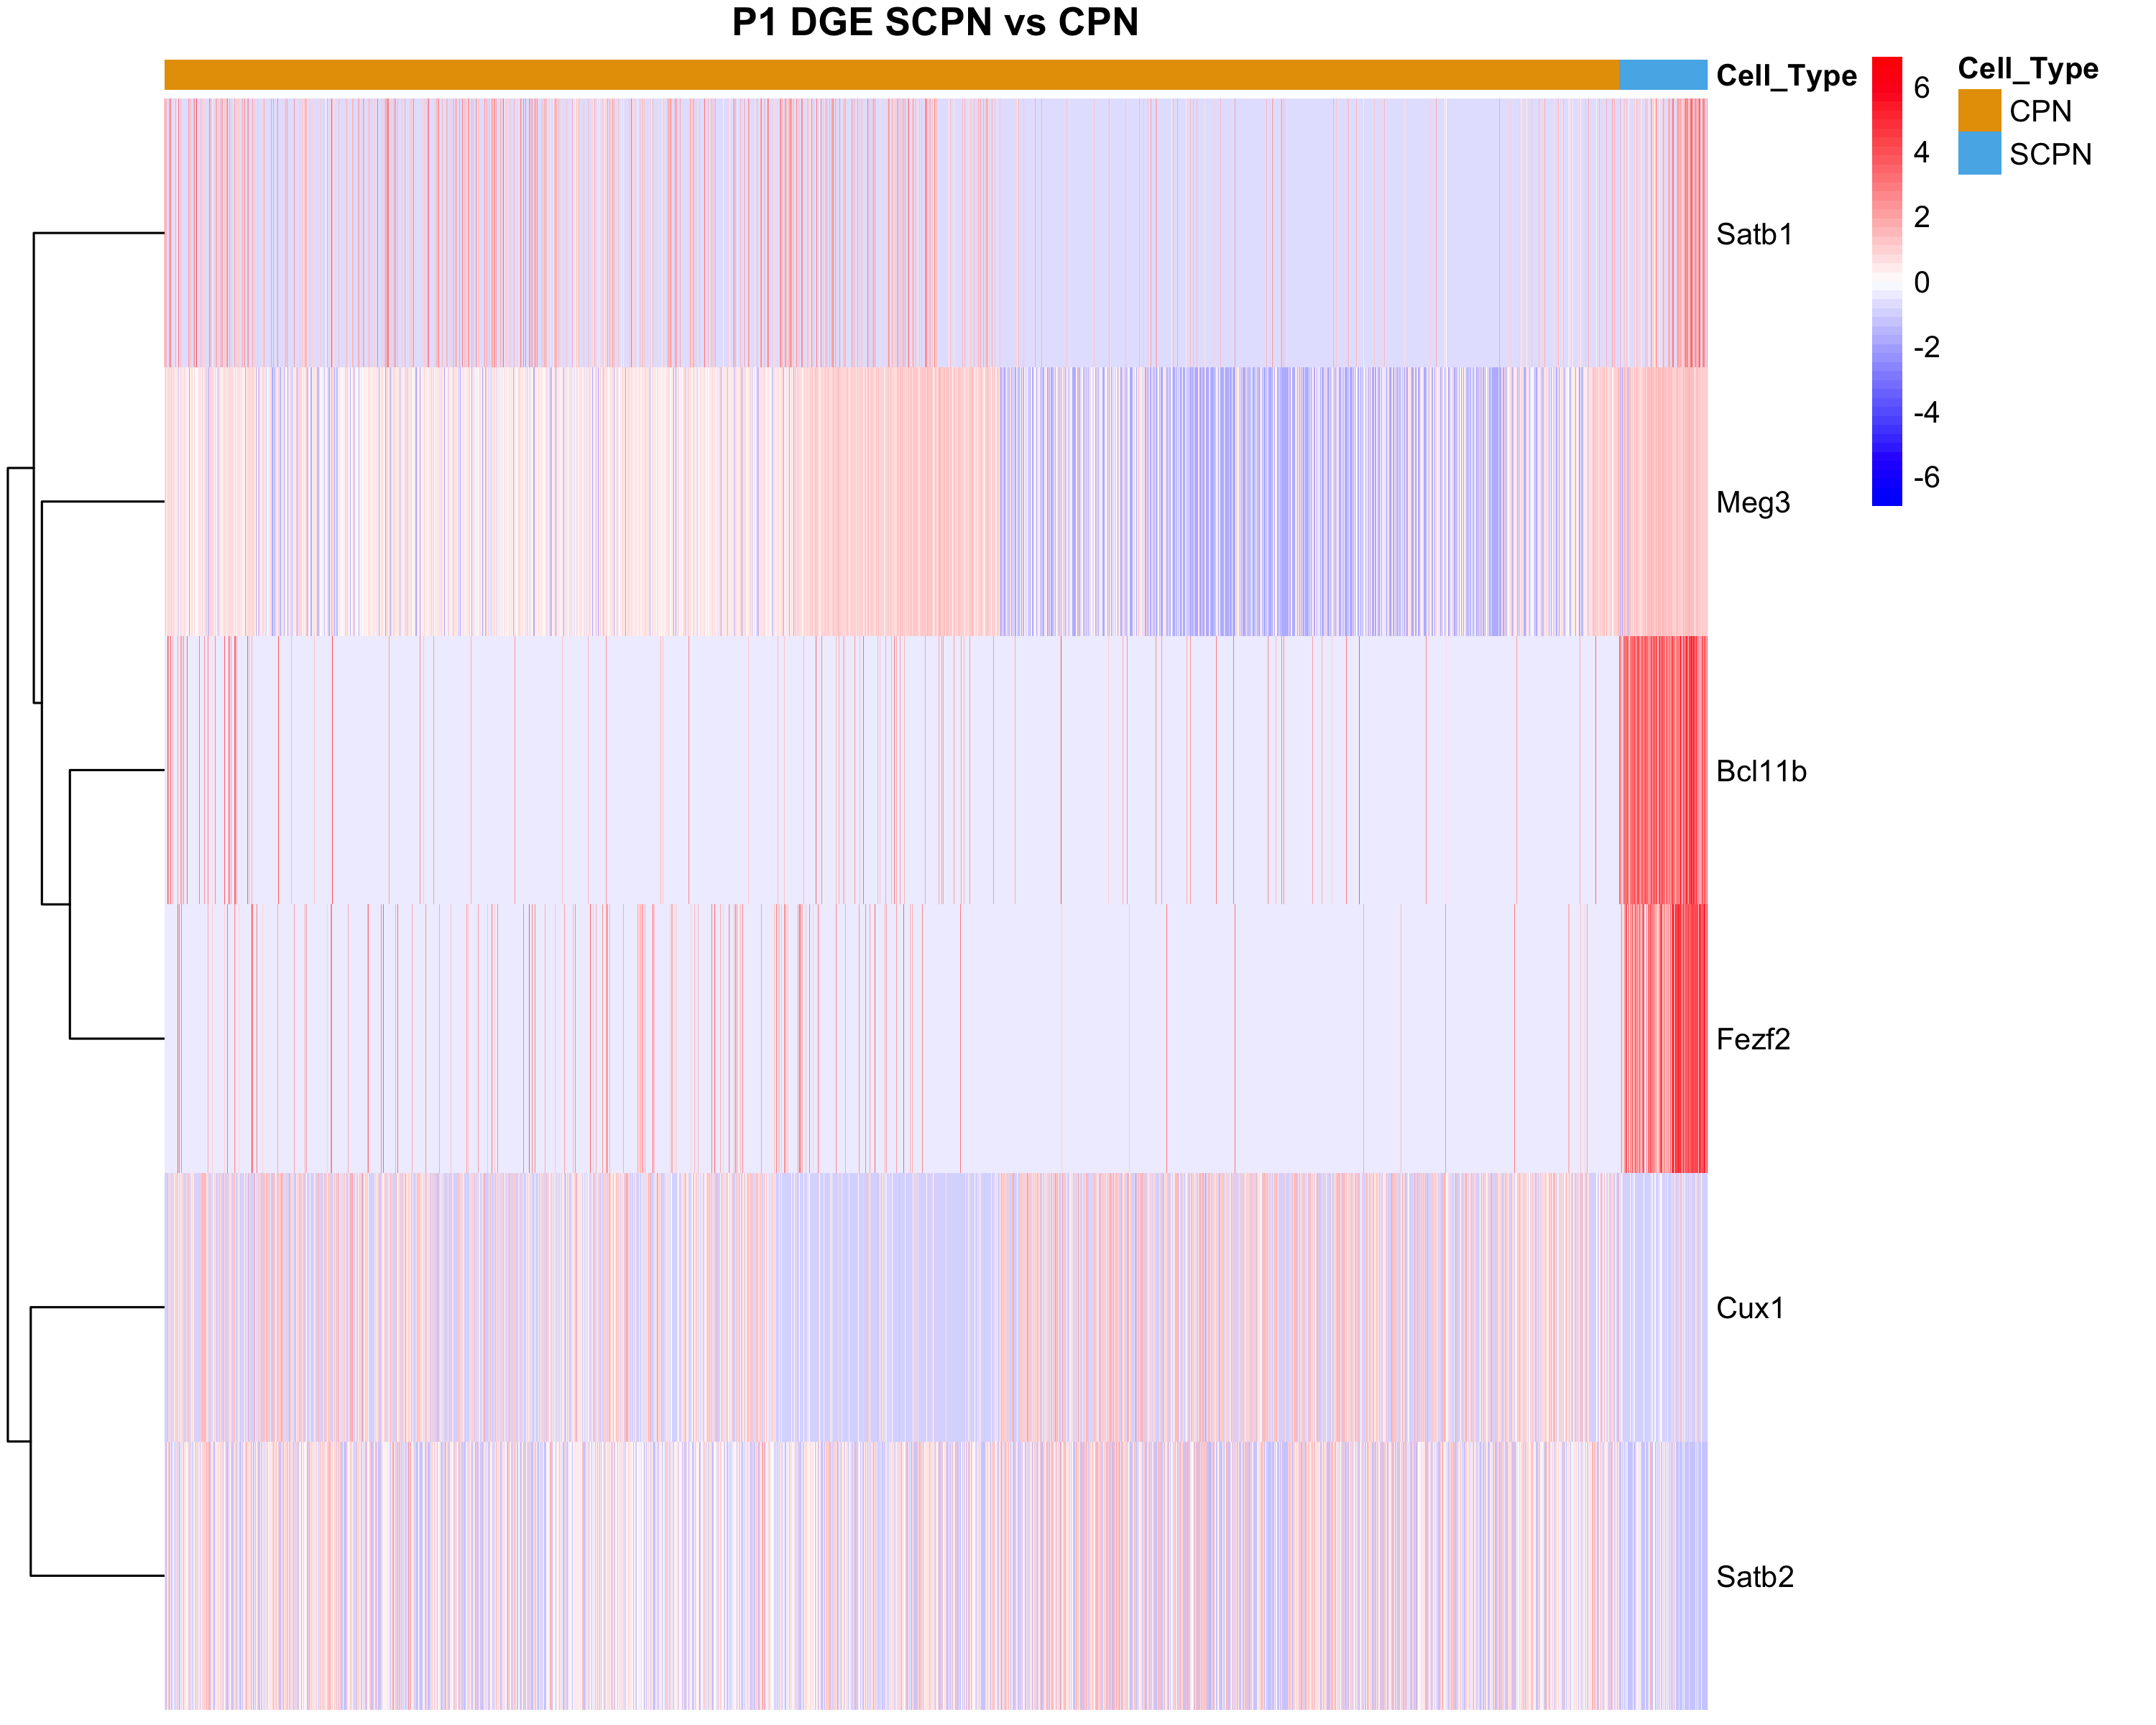 P1 DGE SCPN vs CPN
Cell_Type
6
4
2
0
-2
-4
-6
Cell_Type
CPN
SCPN
Satb1
Meg3
Bcl11b
Fezf2
Cux1
Satb2